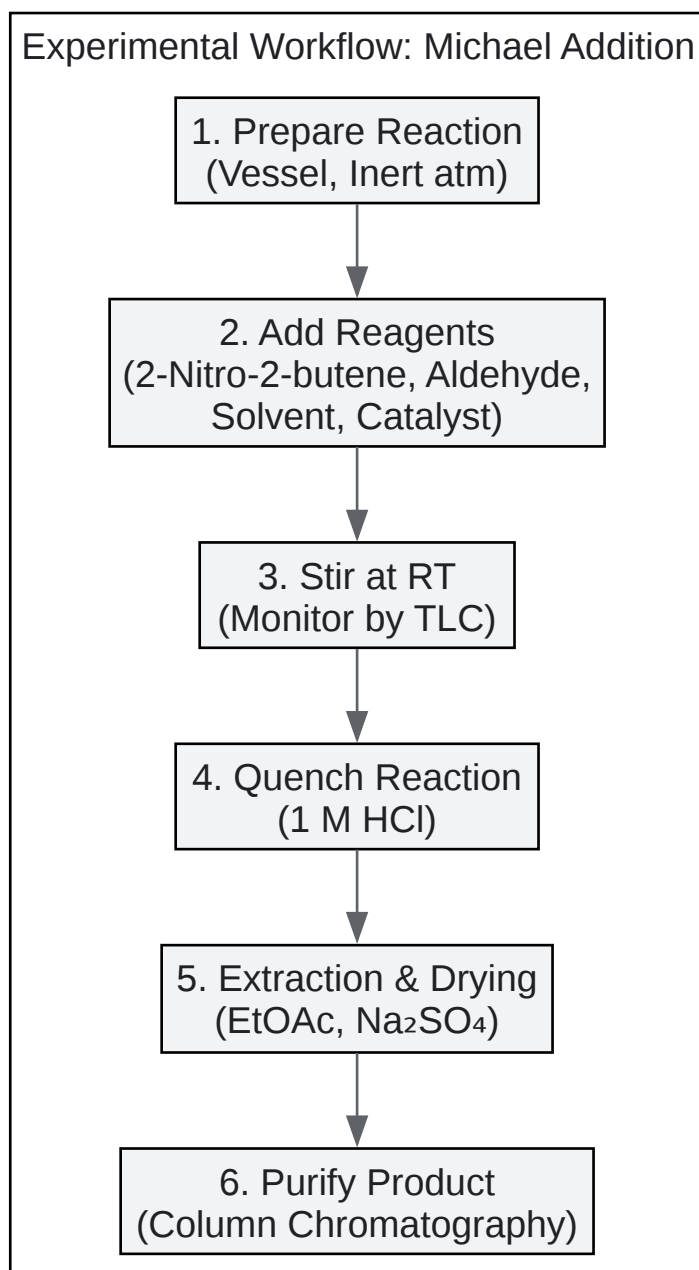 Experimental Workflow: Michael Addition
1. Prepare Reaction
(Vessel, Inert atm)
2. Add Reagents
(2-Nitro-2-butene, Aldehyde,
Solvent, Catalyst)
3. Stir at RT
(Monitor by TLC)
4. Quench Reaction
(1 M HCl)
5. Extraction & Drying
(EtOAc, Na₂SO₄)
6. Purify Product
(Column Chromatography)